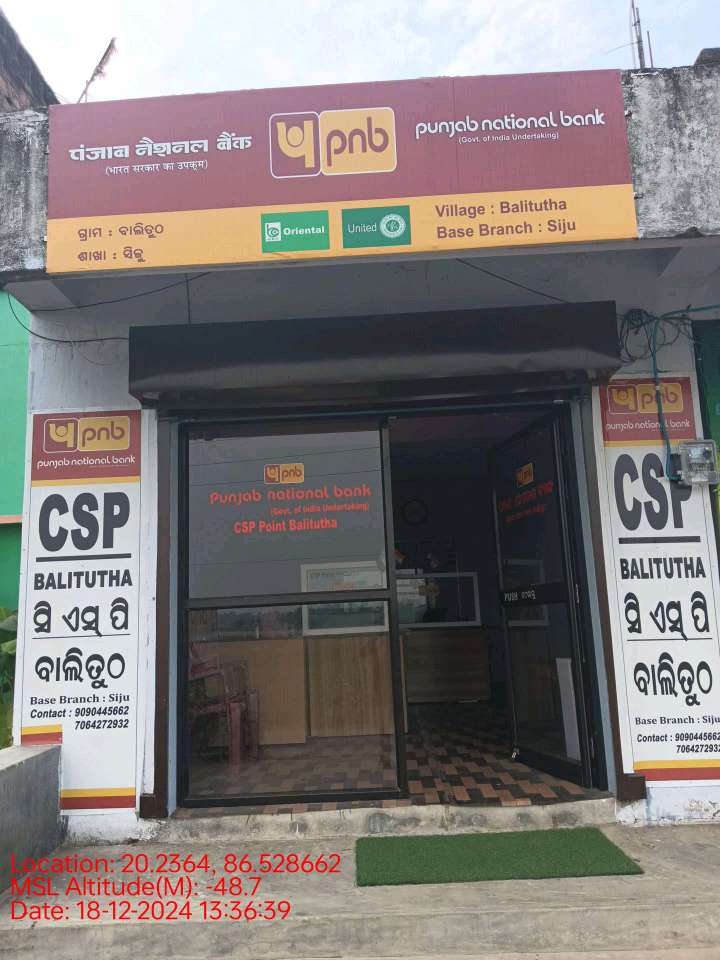 पंजाब नैशनल बैंक
(भारत सरकार का उपक्रम)
प pnb
punjab national bank
(Govt. of India Undertaking)
ଗ୍ରାମ : ବାଲିତୁଠ
ଶାଖା : ସିଜୁ
Oriental
United
Village : Balitutha
Base Branch : Siju
प pnb
punjab national bank
CSP
BALITUTHA
ସି ଏସ୍ ପି
ବାଲିତୁଠ
Base Branch : Siju
Contact : 9090445662
7064272932
प pnb
Punjab national bank
(Govt. of India Undertaking)
CSP Point Balitutha
प pnb
PUSH
प pnb
punjab national bank
CSP
BALITUTHA
ସି ଏସ୍ ପି
ବାଲିତୁଠ
Base Branch : Siju
Contact : 9090445662
7064272932
Location: 20.2364, 86.528662
MSL Altitude(M): -48.7
Date: 18-12-2024 13:36:39